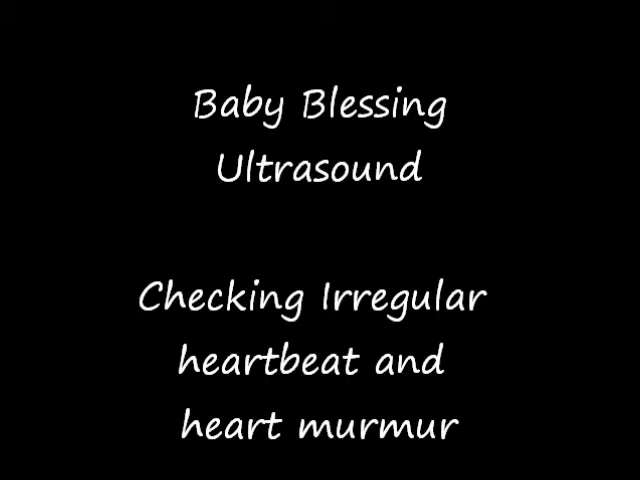 Baby Blessing
Ultrasound
Checking Irregular
heartbeat and
heart murmur